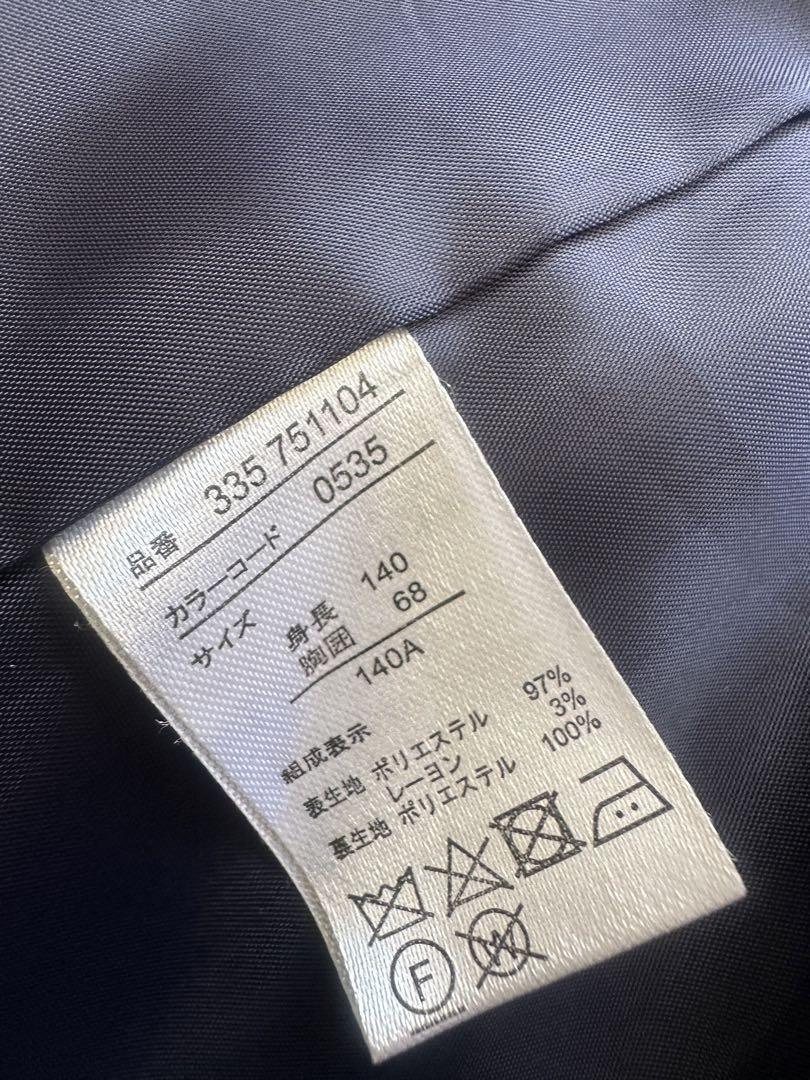 品番 335 751104
カラーコード 0535
サイズ 身長 140
胸囲 68
140A
組成表示
表生地 ポリエステル 97%
レーヨン 3%
裏生地 ポリエステル 100%
F W